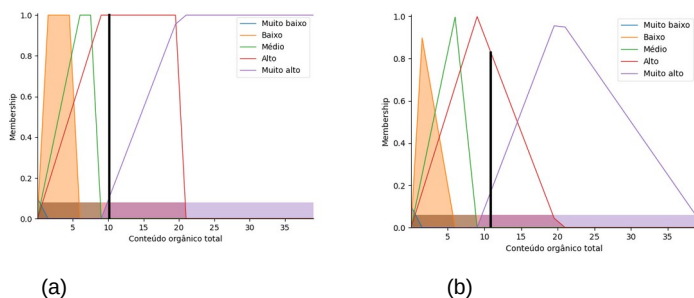 1.0
0.8
0.6
0.4
0.2
0.0
Membership
5 10 15 20 25 30 35
Conteúdo orgânico total
Muito baixo
Baixo
Médio
Alto
Muito alto
(a)
1.0
0.8
0.6
0.4
0.2
0.0
Membership
5 10 15 20 25 30 35
Conteúdo orgânico total
Muito baixo
Baixo
Médio
Alto
Muito alto
(b)